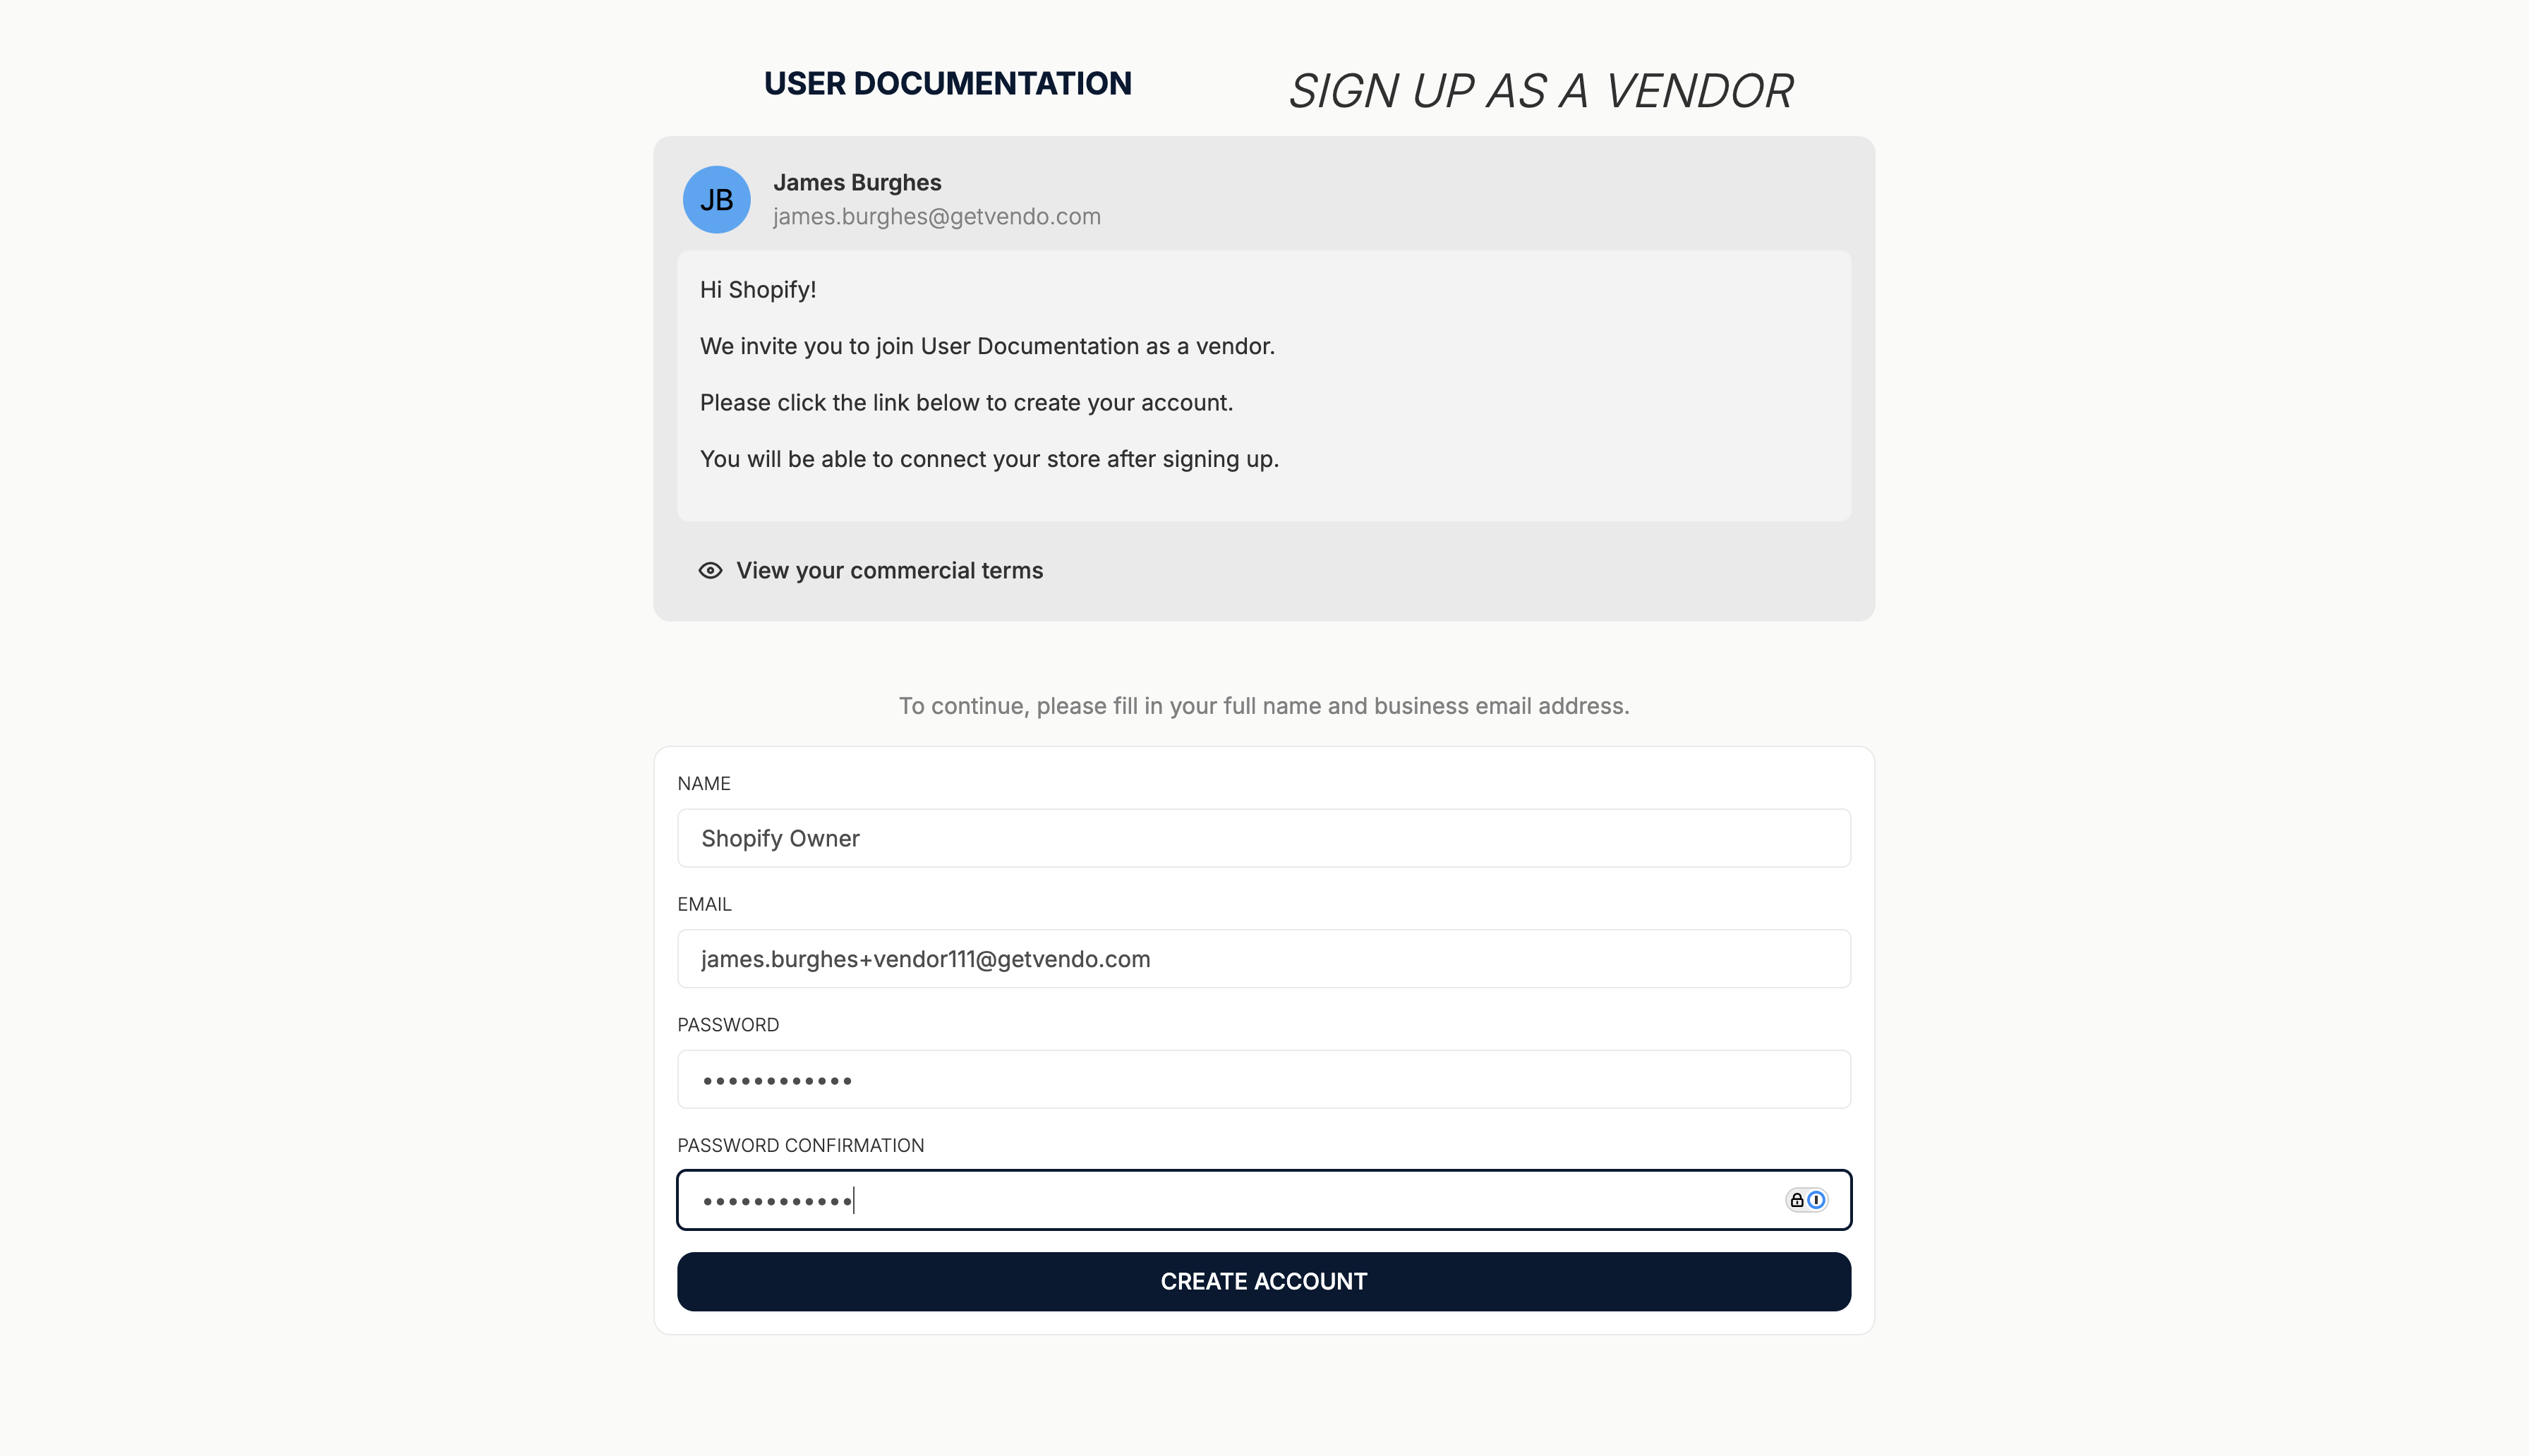 USER DOCUMENTATION
SIGN UP AS A VENDOR
JB
James Burghes
james.burghes@getvendo.com
Hi Shopify!
We invite you to join User Documentation as a vendor.
Please click the link below to create your account.
You will be able to connect your store after signing up.
View your commercial terms
To continue, please fill in your full name and business email address.
NAME
Shopify Owner
EMAIL
james.burghes+vendor111@getvendo.com
PASSWORD
••••••••••••
PASSWORD CONFIRMATION
••••••••••••
CREATE ACCOUNT